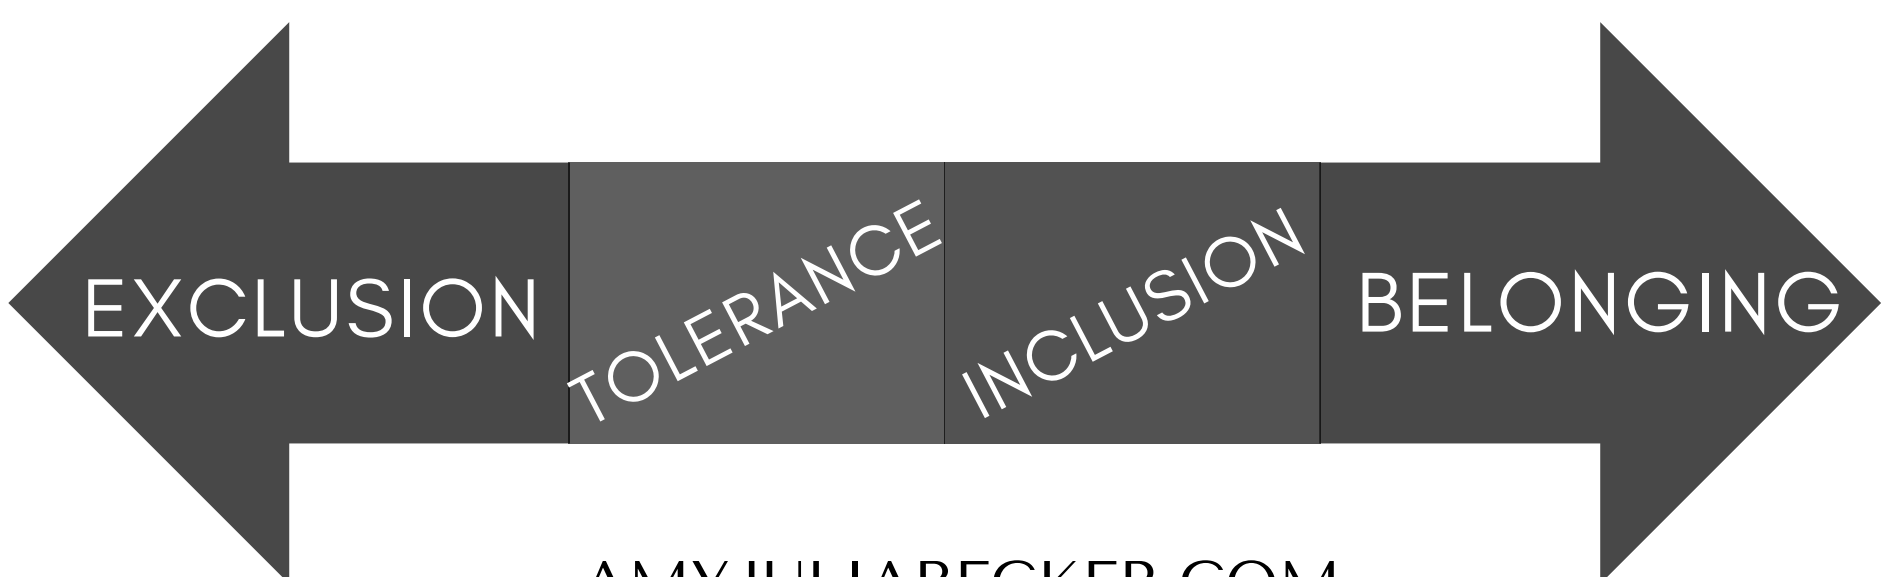 EXCLUSION
TOLERANCE
INCLUSION
BELONGING
AMYJULIABECKER.COM